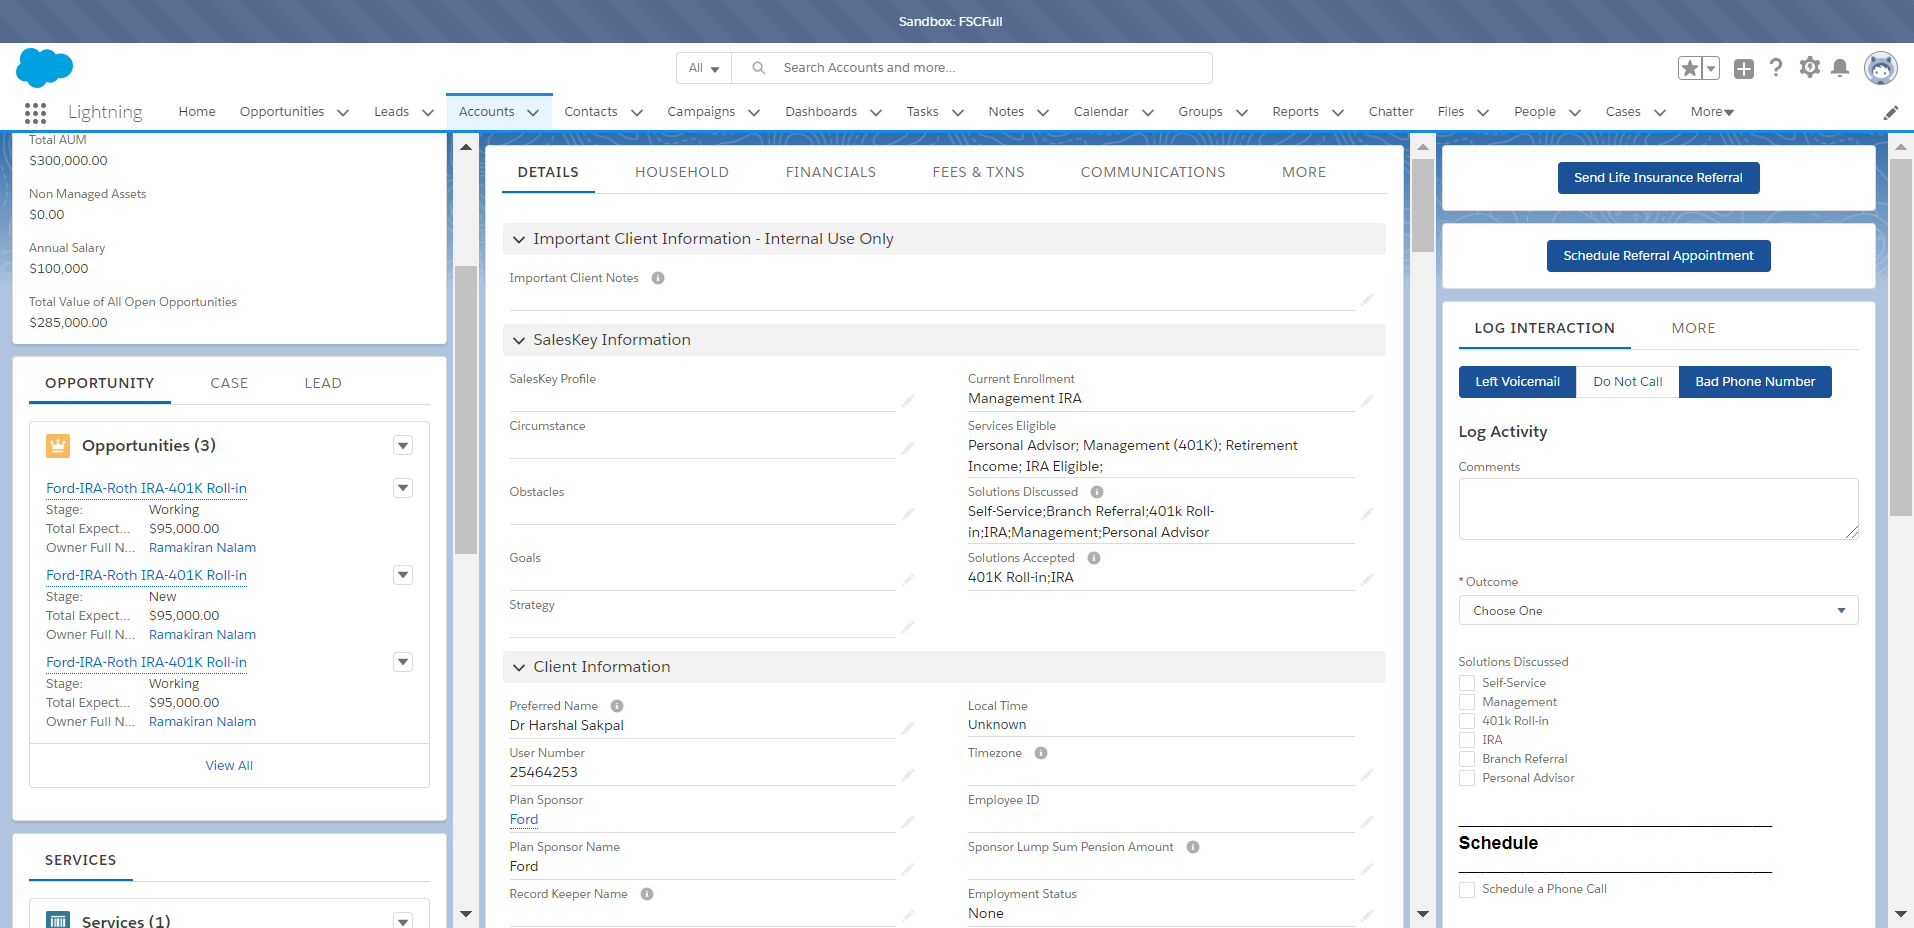 Sandbox: FSCFull
All
Search Accounts and more...
Lightning
Home
Opportunities
Leads
Accounts
Contacts
Campaigns
Dashboards
Tasks
Notes
Calendar
Groups
Reports
Chatter
Files
People
Cases
More
Total AUM
$300,000.00
Non Managed Assets
$0.00
Annual Salary
$100,000
Total Value of All Open Opportunities
$285,000.00
OPPORTUNITY
CASE
LEAD
Opportunities (3)
Ford-IRA-Roth IRA-401K Roll-in
Stage: Working
Total Expect... $95,000.00
Owner Full N... Ramakiran Nalam
Ford-IRA-Roth IRA-401K Roll-in
Stage: New
Total Expect... $95,000.00
Owner Full N... Ramakiran Nalam
Ford-IRA-Roth IRA-401K Roll-in
Stage: Working
Total Expect... $95,000.00
Owner Full N... Ramakiran Nalam
View All
SERVICES
Services (1)
DETAILS
HOUSEHOLD
FINANCIALS
FEES & TXNS
COMMUNICATIONS
MORE
Important Client Information - Internal Use Only
Important Client Notes
SalesKey Information
SalesKey Profile
Circumstance
Obstacles
Goals
Strategy
Current Enrollment
Management IRA
Services Eligible
Personal Advisor; Management (401K); Retirement
Income; IRA Eligible;
Solutions Discussed
Self-Service;Branch Referral;401k Roll-
in;IRA;Management;Personal Advisor
Solutions Accepted
401K Roll-in;IRA
Client Information
Preferred Name
Dr Harshal Sakpal
User Number
25464253
Plan Sponsor
Ford
Plan Sponsor Name
Ford
Record Keeper Name
Local Time
Unknown
Timezone
Employee ID
Sponsor Lump Sum Pension Amount
Employment Status
None
Send Life Insurance Referral
Schedule Referral Appointment
LOG INTERACTION
MORE
Left Voicemail
Do Not Call
Bad Phone Number
Log Activity
Comments
*Outcome
Choose One
Solutions Discussed
Self-Service
Management
401k Roll-in
IRA
Branch Referral
Personal Advisor
Schedule
Schedule a Phone Call